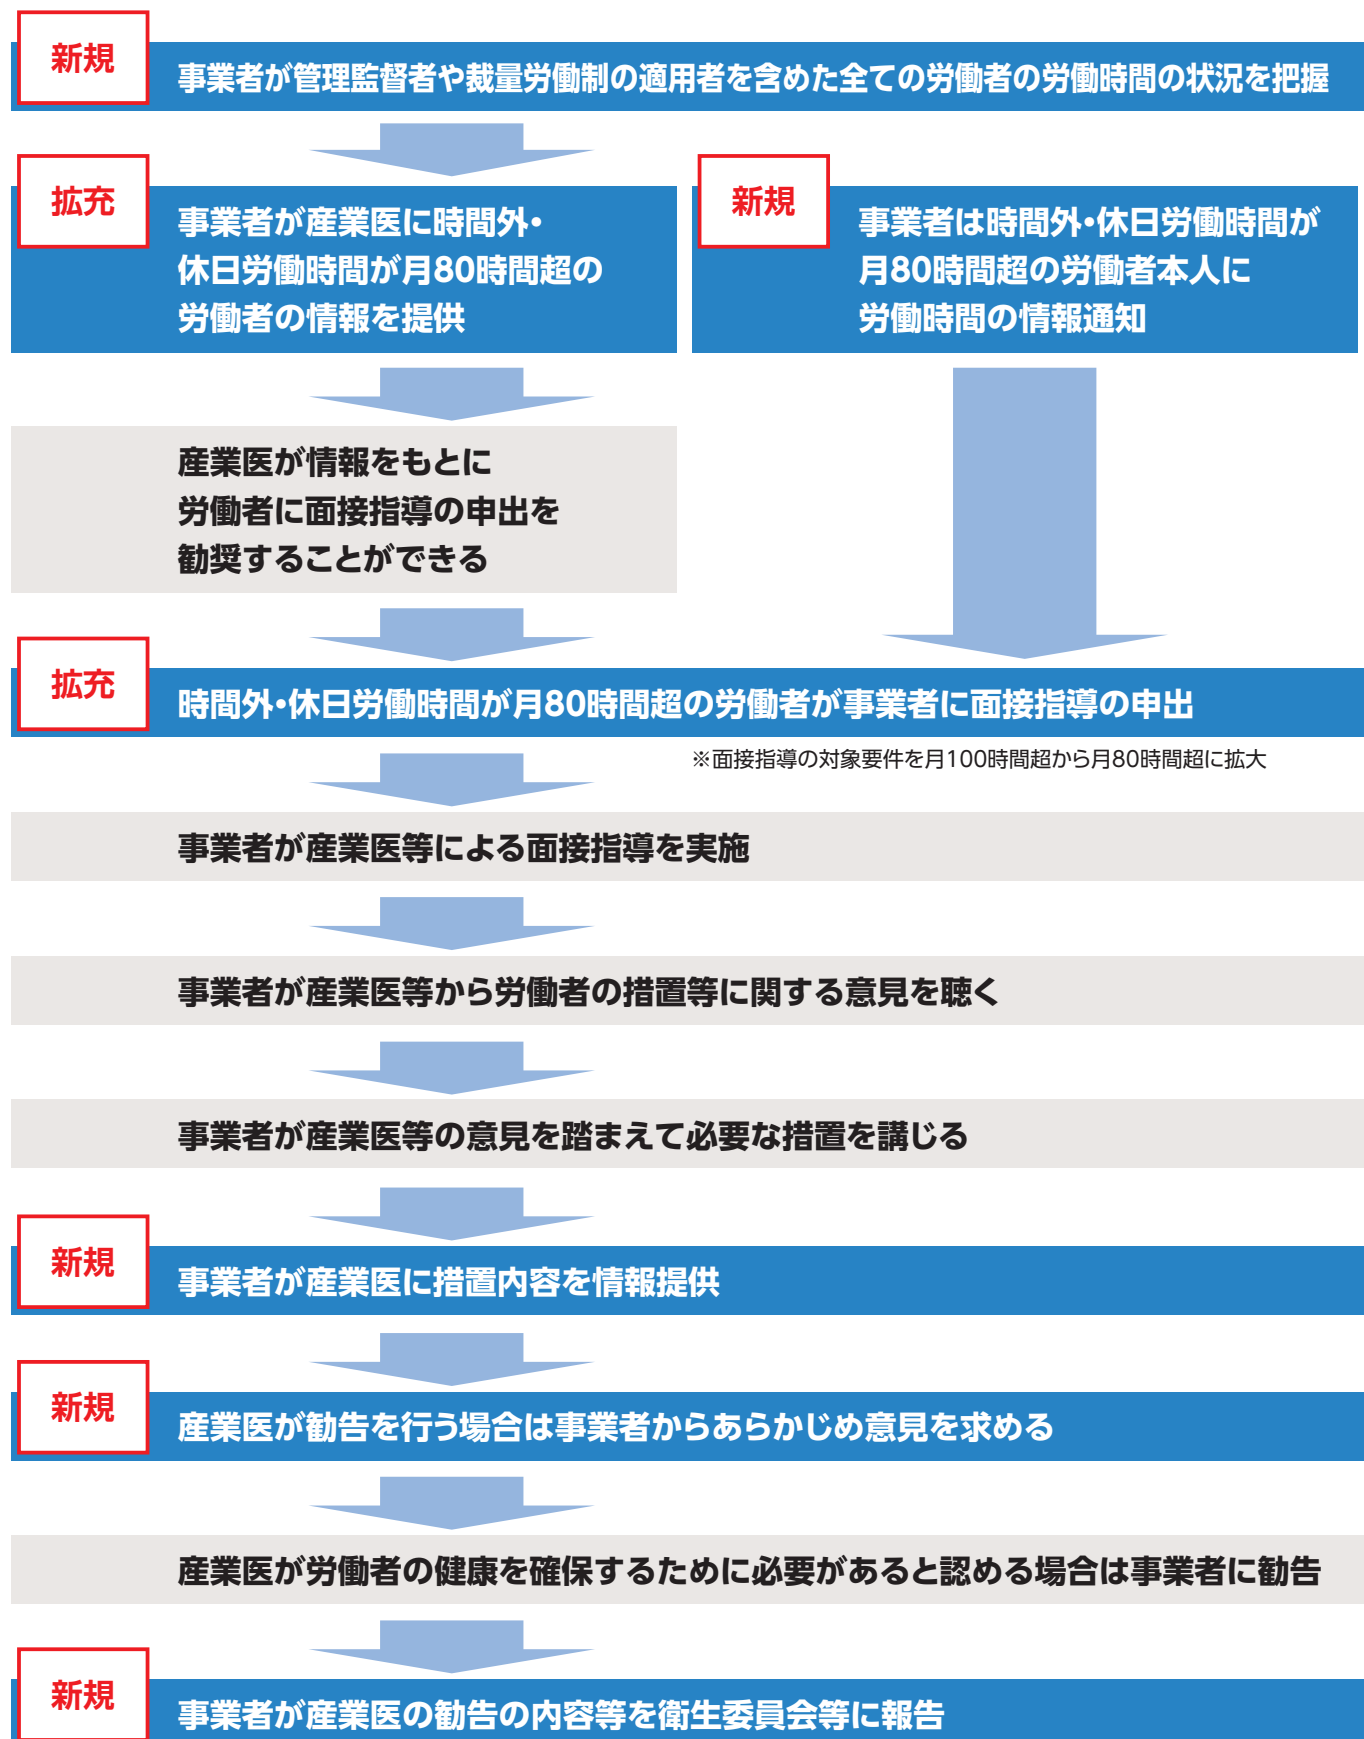 新規
事業者が管理監督者や裁量労働制の適用者を含めた全ての労働者の労働時間の状況を把握
拡充
事業者が産業医に時間外・
休日労働時間が月80時間超の
労働者の情報を提供
新規
事業者は時間外・休日労働時間が
月80時間超の労働者本人に
労働時間の情報通知
産業医が情報をもとに
労働者に面接指導の申出を
勧奨することができる
拡充
時間外・休日労働時間が月80時間超の労働者が事業者に面接指導の申出
※面接指導の対象要件を月100時間超から月80時間超に拡大
事業者が産業医等による面接指導を実施
事業者が産業医等から労働者の措置等に関する意見を聴く
事業者が産業医等の意見を踏まえて必要な措置を講じる
新規
事業者が産業医に措置内容を情報提供
新規
産業医が勧告を行う場合は事業者からあらかじめ意見を求める
産業医が労働者の健康を確保するために必要があると認める場合は事業者に勧告
新規
事業者が産業医の勧告の内容等を衛生委員会等に報告